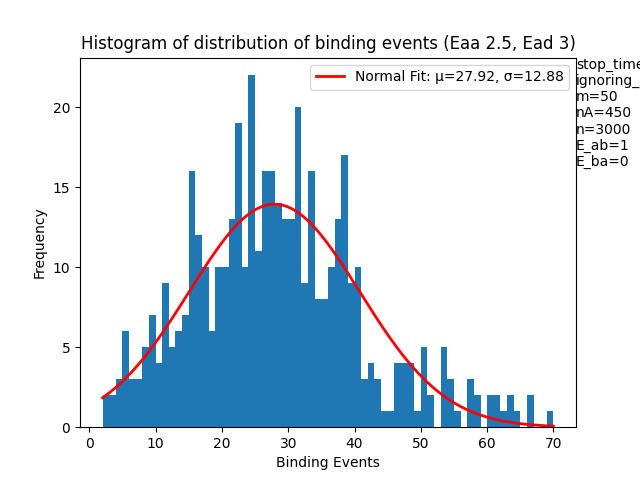 Histogram of distribution of binding events (Eaa 2.5, Ead 3)
Normal Fit: μ=27.92, σ=12.88
stop_time
ignoring_
m=50
nA=450
n=3000
E_ab=1
E_ba=0
Frequency
20
15
10
5
0
0 10 20 30 40 50 60 70
Binding Events